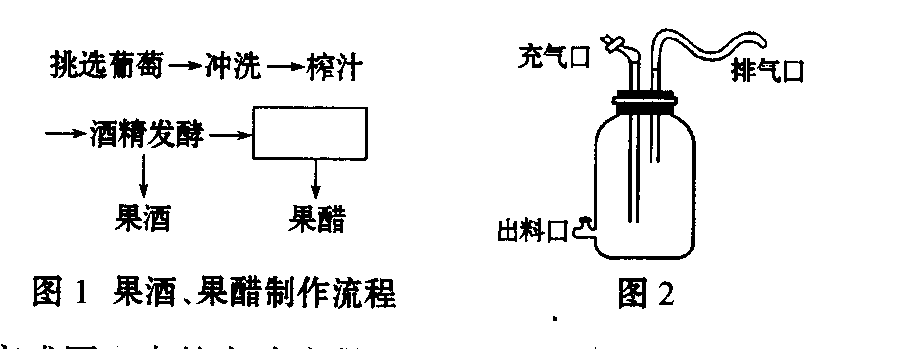 挑选葡萄→冲洗→榨汁
→酒精发酵→
果酒 果醋
图1 果酒、果醋制作流程
充气口
排气口
出料口
图2